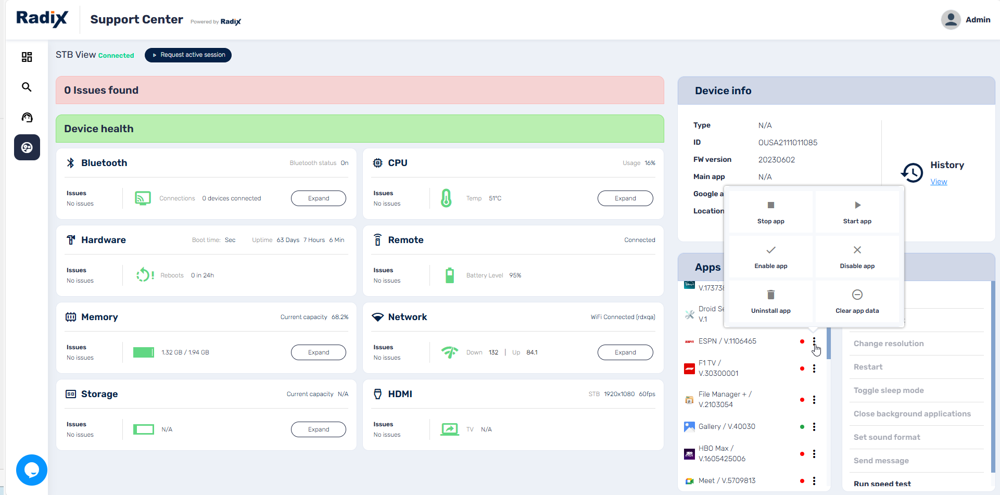 Radix
Support Center
Powered by Radix
Admin
STB View Connected
Request active session
0 Issues found
Device health
Bluetooth
Bluetooth status On
Issues
No issues
Connections 0 devices connected
Expand
CPU
Usage 16%
Issues
No issues
Temp 51°C
Expand
Hardware
Boot time: Sec Uptime 63 Days 7 Hours 6 Min
Issues
No issues
Reboots 0 in 24h
Remote
Connected
Issues
No issues
Battery Level 95%
Memory
Current capacity 68.2%
Issues
No issues
1.32 GB / 1.94 GB
Expand
Network
WiFi Connected (rdxqa)
Issues
No issues
Down 132 | Up 84.1
Expand
Storage
Current capacity N/A
Issues
No issues
N/A
Expand
HDMI
STB 1920x1080 60fps
Issues
No issues
TV N/A
Device info
Type N/A
ID OUSA2111011085
FW version 20230602
Main app N/A
Google a
Location
History
View
Stop app
Start app
Enable app
Disable app
Uninstall app
Clear app data
Apps
V.17373
Droid Se
V.1
ESPN / V.1106465
F1 TV /
V.30300001
File Manager + /
V.2103054
Gallery / V.40030
HBO Max /
V.1605425006
Meet / V.5709813
Change resolution
Restart
Toggle sleep mode
Close background applications
Set sound format
Send message
Run speed test